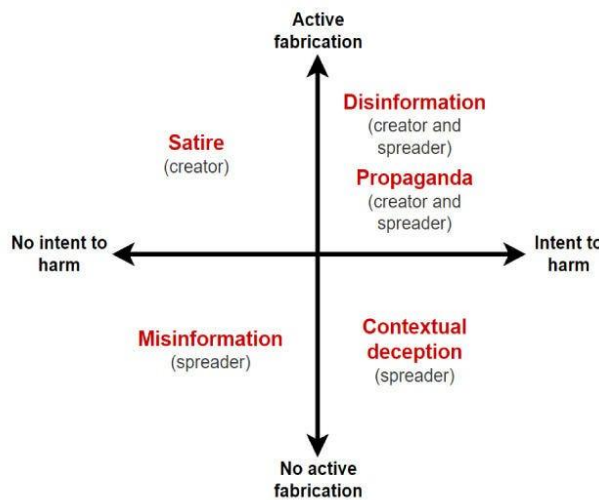 Active
fabrication
Disinformation
(creator and
spreader)
Satire
(creator)
Propaganda
(creator and
spreader)
No intent to
harm
Intent to
harm
Misinformation
(spreader)
Contextual
deception
(spreader)
No active
fabrication